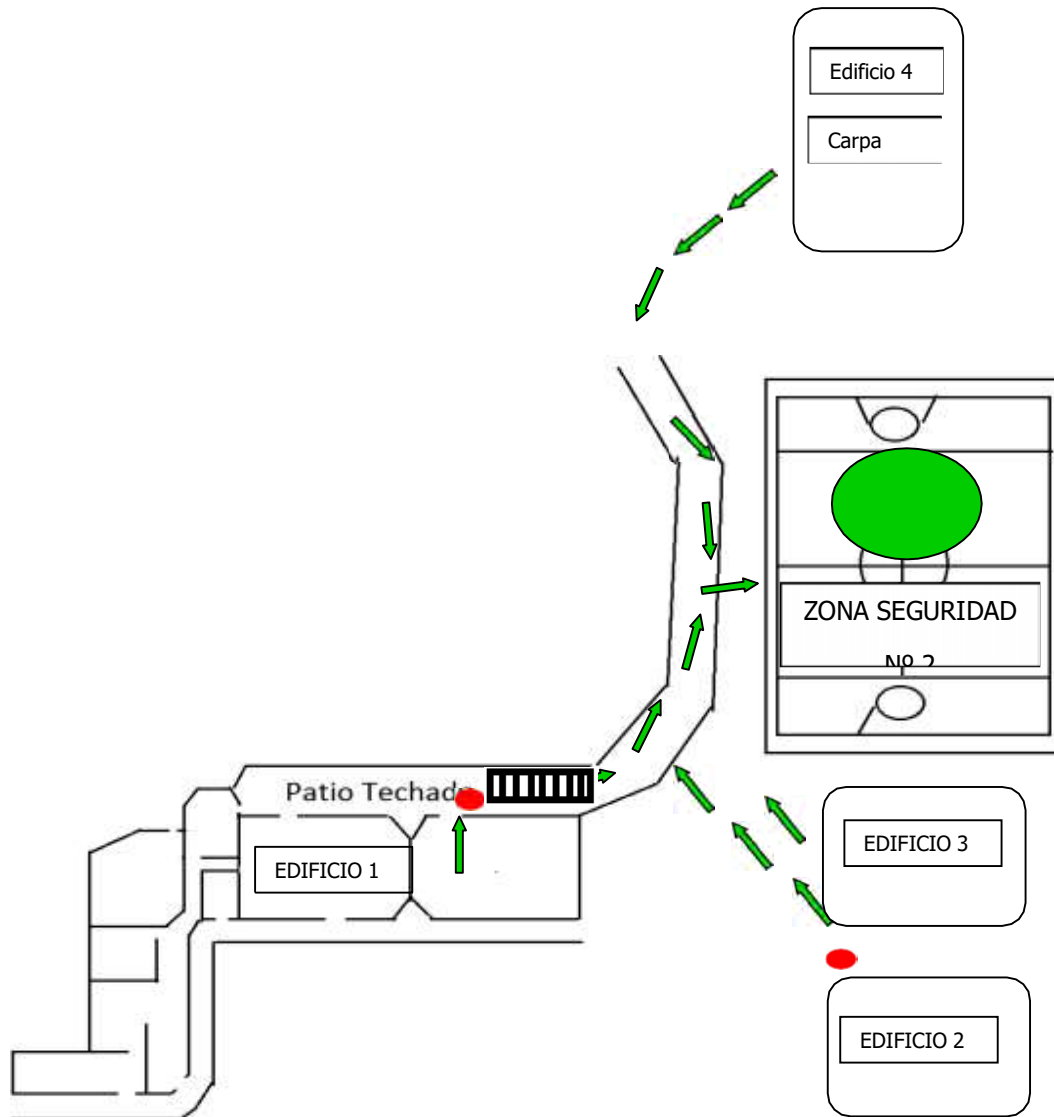 Edificio 4
Carpa
ZONA SEGURIDAD
Nº 2
Patio Techado
EDIFICIO 1
EDIFICIO 3
EDIFICIO 2